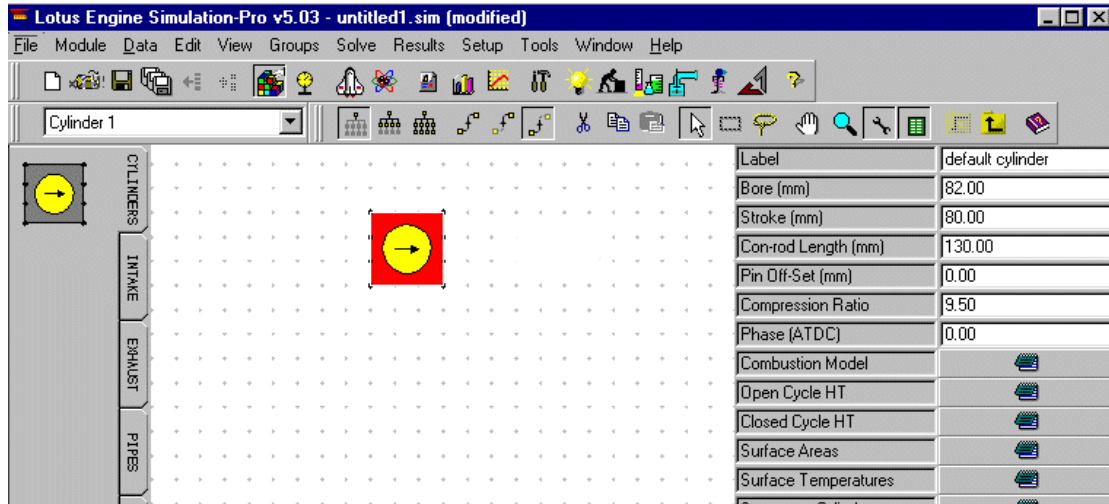 Lotus Engine Simulation-Pro v5.03 - untitled1.sim (modified)
File Module Data Edit View Groups Solve Results Setup Tools Window Help
Cylinder 1
CYLINDERS
INTAKE
EXHAUST
PIPES
Label default cylinder
Bore (mm) 82.00
Stroke (mm) 80.00
Con-rod Length (mm) 130.00
Pin Off-Set (mm) 0.00
Compression Ratio 9.50
Phase (ATDC) 0.00
Combustion Model
Open Cycle HT
Closed Cycle HT
Surface Areas
Surface Temperatures